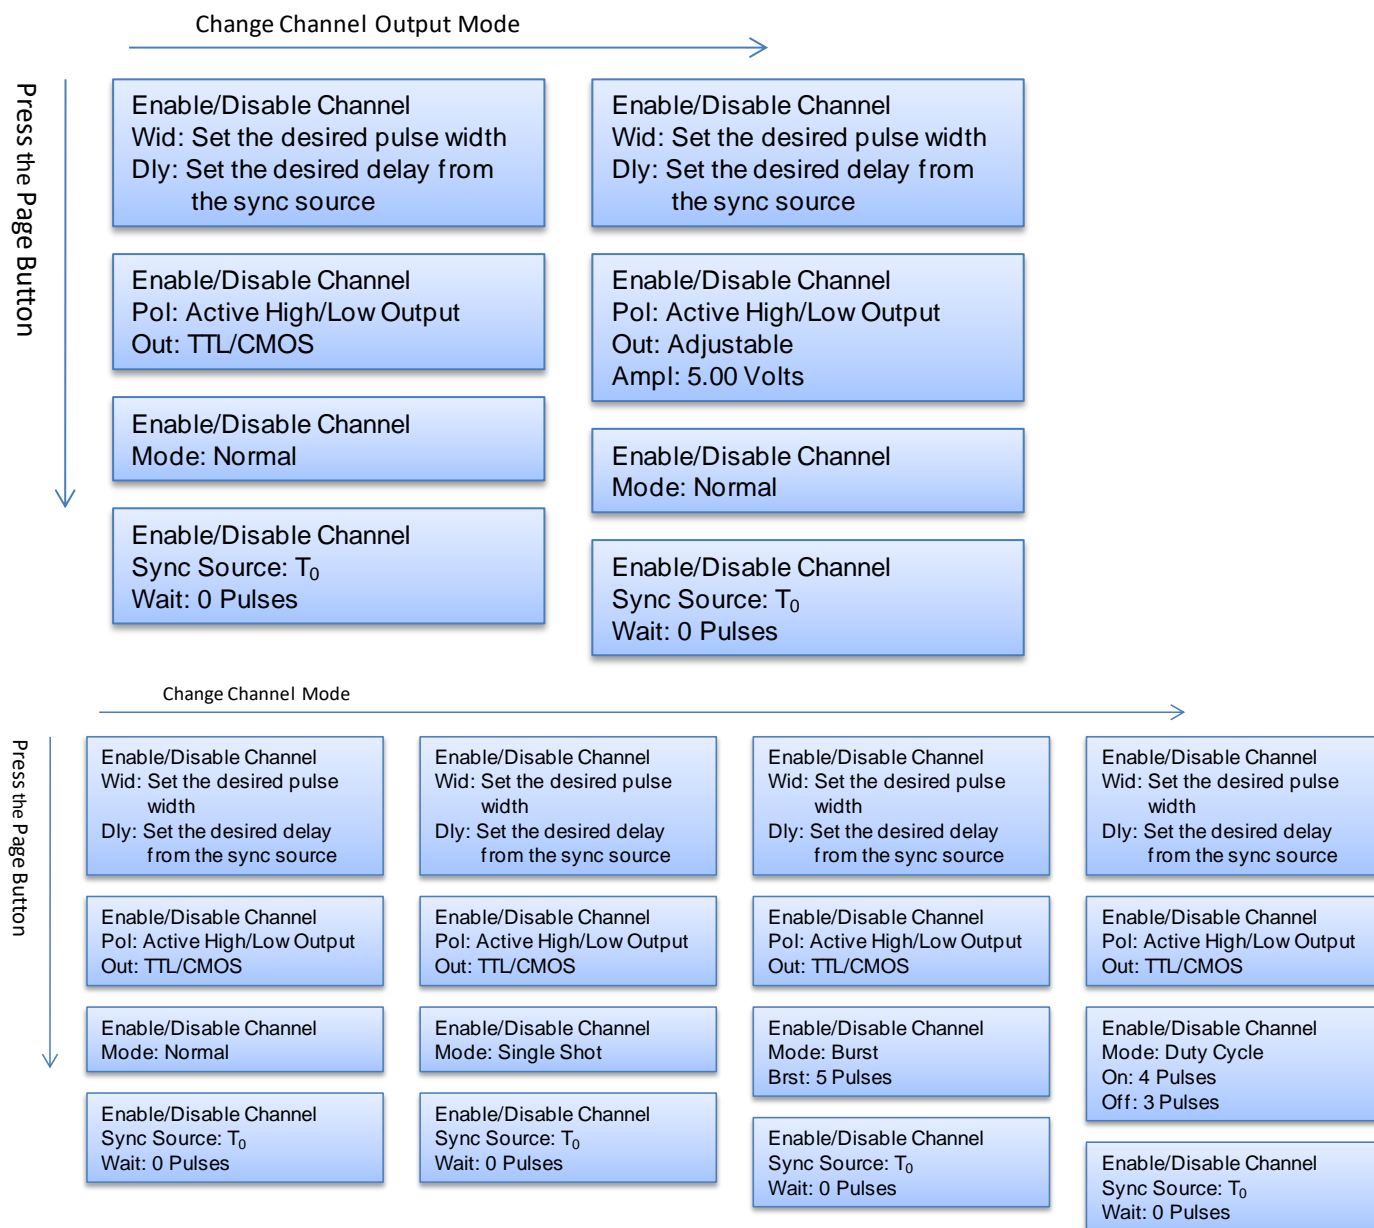 Change Channel Output Mode
Press the Page Button
Enable/Disable Channel
Wid: Set the desired pulse width
Dly: Set the desired delay from
the sync source
Enable/Disable Channel
Pol: Active High/Low Output
Out: TTL/CMOS
Enable/Disable Channel
Mode: Normal
Enable/Disable Channel
Sync Source: T₀
Wait: 0 Pulses
Enable/Disable Channel
Wid: Set the desired pulse width
Dly: Set the desired delay from
the sync source
Enable/Disable Channel
Pol: Active High/Low Output
Out: Adjustable
Ampl: 5.00 Volts
Enable/Disable Channel
Mode: Normal
Enable/Disable Channel
Sync Source: T₀
Wait: 0 Pulses
Change Channel Mode
Press the Page Button
Enable/Disable Channel
Wid: Set the desired pulse
width
Dly: Set the desired delay
from the sync source
Enable/Disable Channel
Pol: Active High/Low Output
Out: TTL/CMOS
Enable/Disable Channel
Mode: Normal
Enable/Disable Channel
Sync Source: T₀
Wait: 0 Pulses
Enable/Disable Channel
Wid: Set the desired pulse
width
Dly: Set the desired delay
from the sync source
Enable/Disable Channel
Pol: Active High/Low Output
Out: TTL/CMOS
Enable/Disable Channel
Mode: Single Shot
Enable/Disable Channel
Sync Source: T₀
Wait: 0 Pulses
Enable/Disable Channel
Wid: Set the desired pulse
width
Dly: Set the desired delay
from the sync source
Enable/Disable Channel
Pol: Active High/Low Output
Out: TTL/CMOS
Enable/Disable Channel
Mode: Burst
Brst: 5 Pulses
Enable/Disable Channel
Sync Source: T₀
Wait: 0 Pulses
Enable/Disable Channel
Wid: Set the desired pulse
width
Dly: Set the desired delay
from the sync source
Enable/Disable Channel
Pol: Active High/Low Output
Out: TTL/CMOS
Enable/Disable Channel
Mode: Duty Cycle
On: 4 Pulses
Off: 3 Pulses
Enable/Disable Channel
Sync Source: T₀
Wait: 0 Pulses